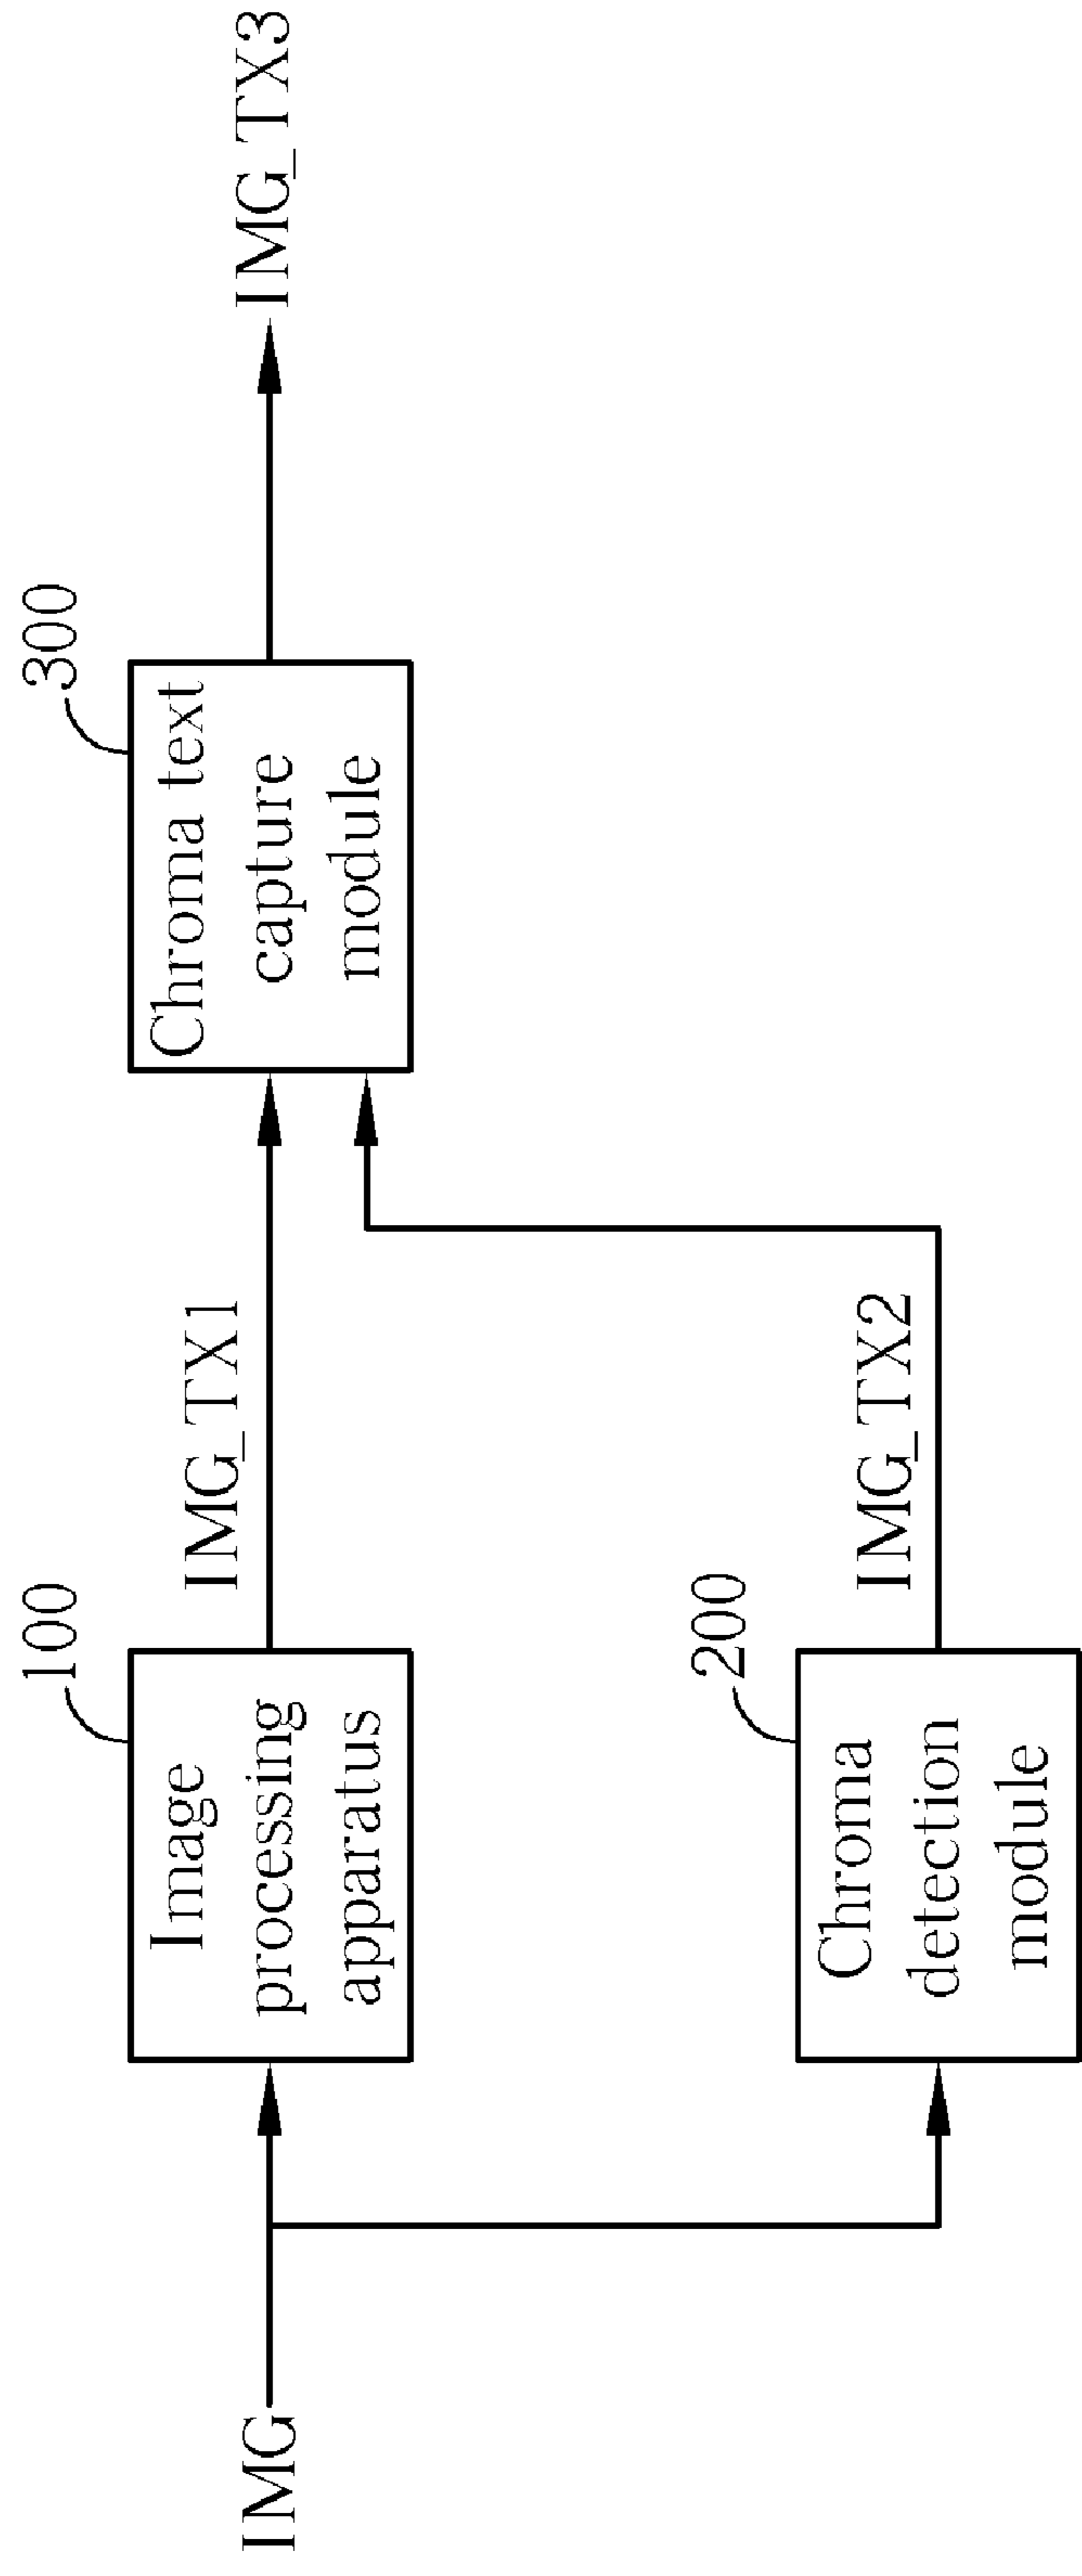 IMG
100
Image
processing
apparatus
IMG_TX1
200
Chroma
detection
module
IMG_TX2
300
Chroma text
capture
module
IMG_TX3